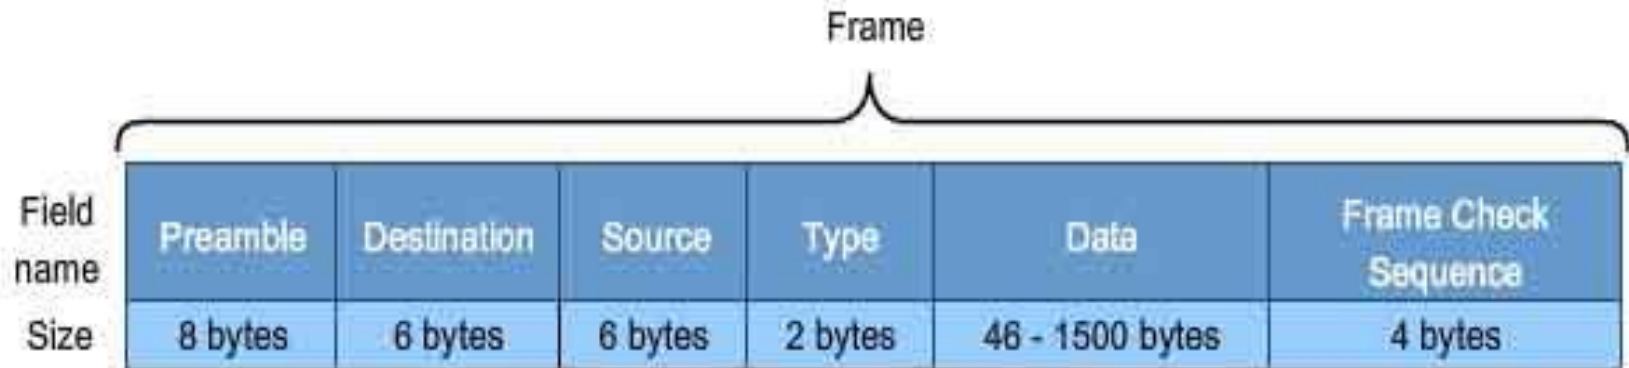 Frame
Field name
Preamble
Destination
Source
Type
Data
Frame Check Sequence
Size
8 bytes
6 bytes
6 bytes
2 bytes
46 - 1500 bytes
4 bytes